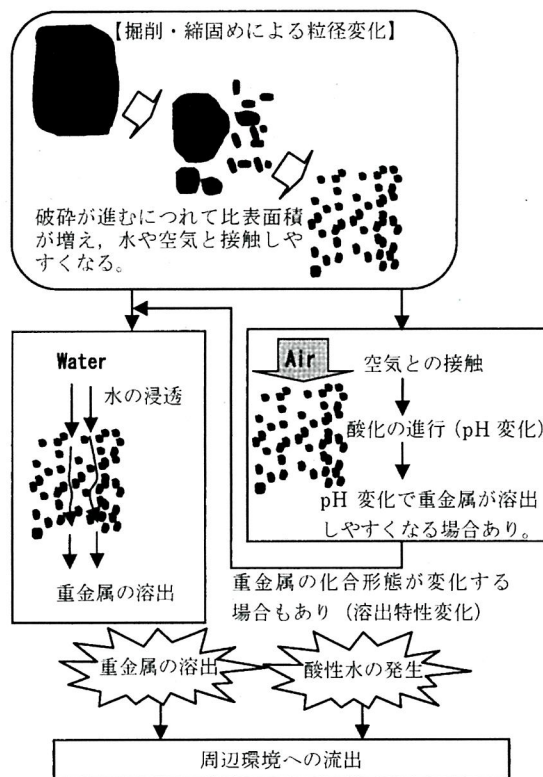 【掘削・締固めによる粒径変化】
破砕が進むにつれて比表面積
が増え，水や空気と接触しや
すくなる。
Water
水の浸透
重金属の溶出
Air
空気との接触
酸化の進行（pH 変化）
pH 変化で重金属が溶出
しやすくなる場合あり。
重金属の化合形態が変化する
場合もあり（溶出特性変化）
重金属の溶出
酸性水の発生
周辺環境への流出